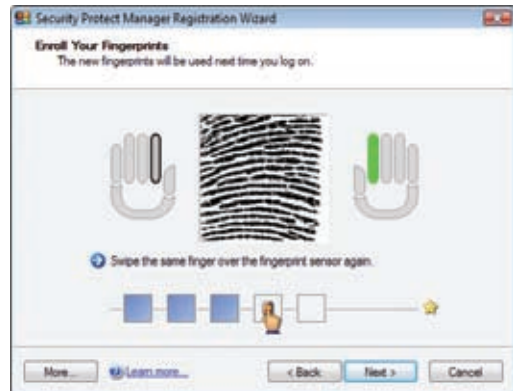 Security Protect Manager Registration Wizard
Enroll Your Fingerprints
The new fingerprints will be used next time you log on.
Swipe the same finger over the fingerprint sensor again.
More... Learn more... < Back Next > Cancel